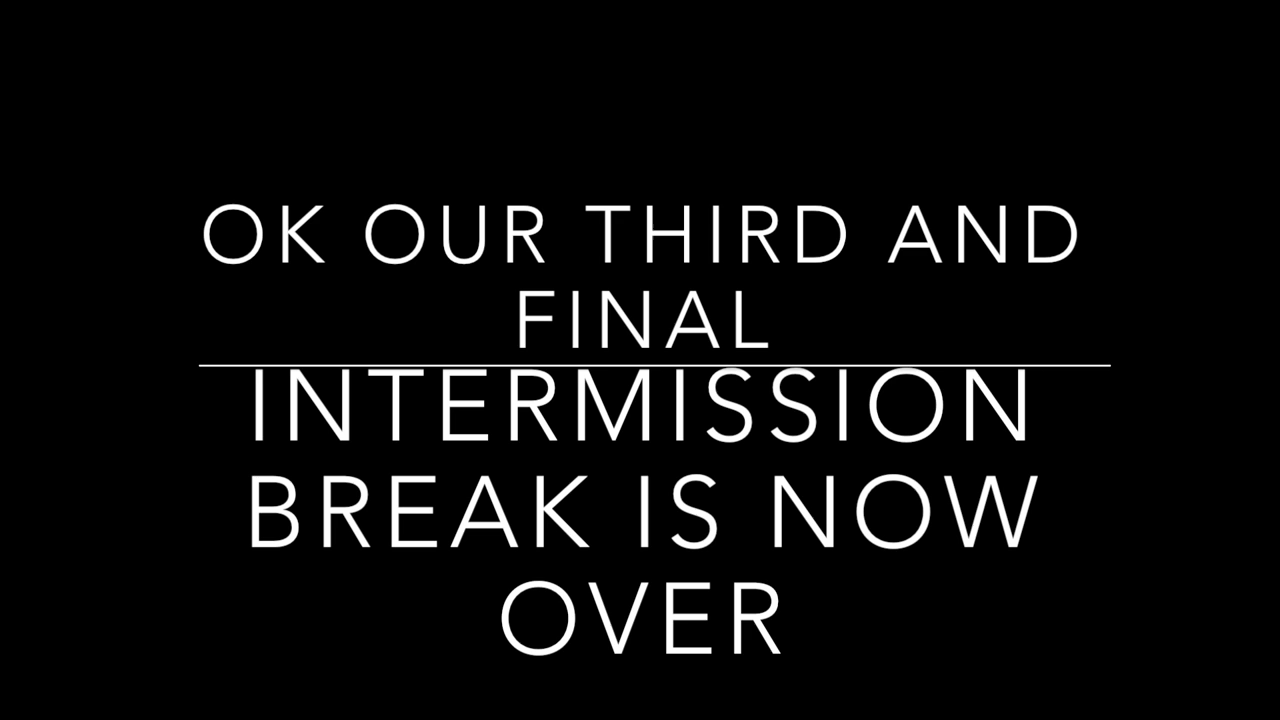 OK OUR THIRD AND
FINAL
INTERMISSION
BREAK IS NOW
OVER